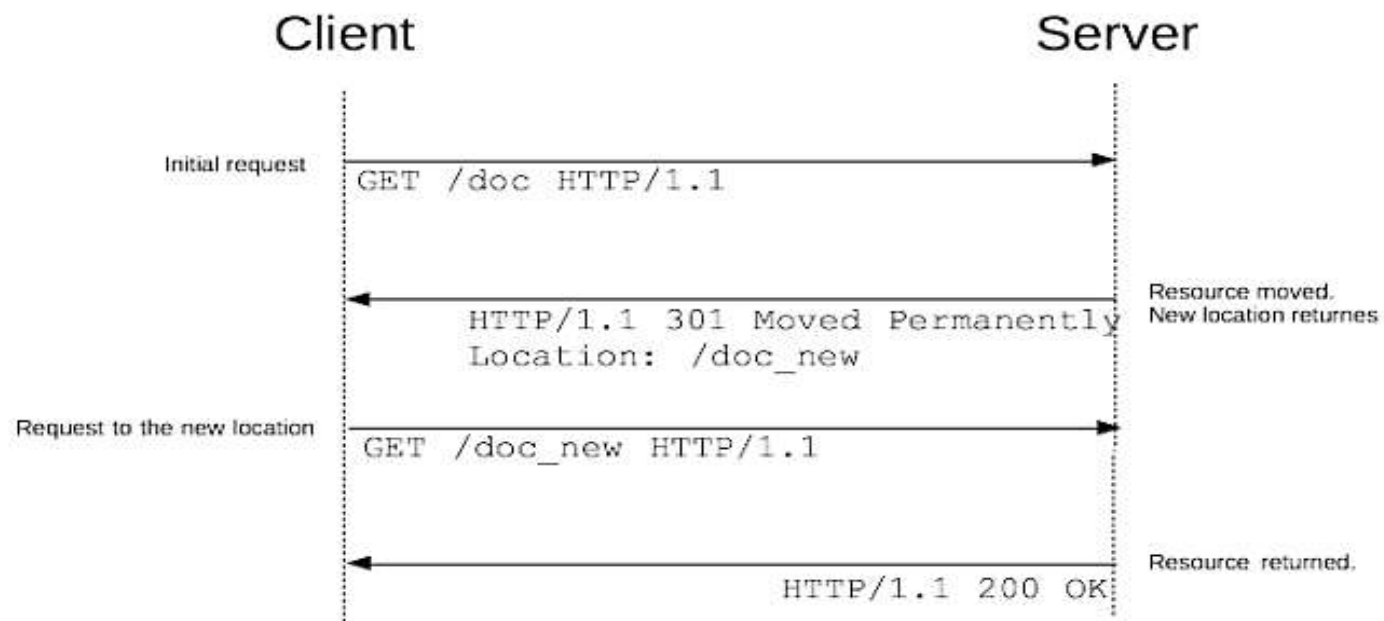 Client
Server
Initial request
GET /doc HTTP/1.1
Resource moved.
New location returnes
HTTP/1.1 301 Moved Permanently
Location: /doc_new
Request to the new location
GET /doc_new HTTP/1.1
Resource returned.
HTTP/1.1 200 OK